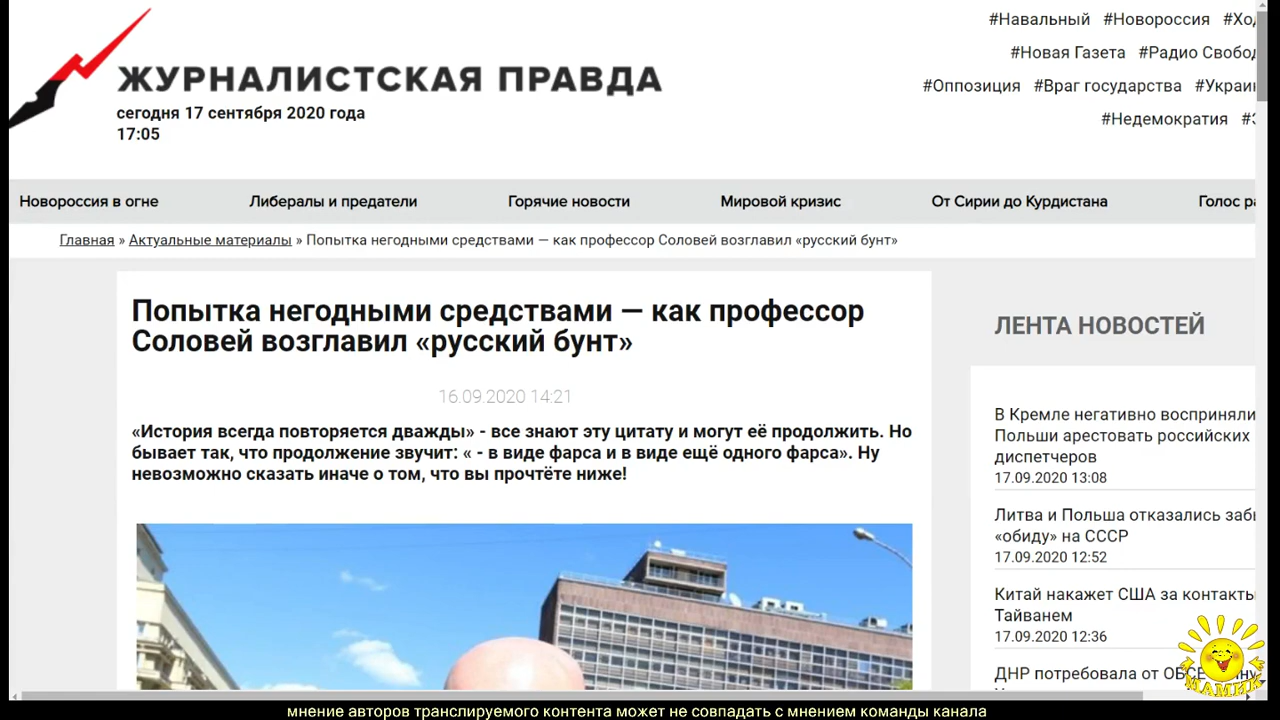 #Навальный #Новороссия
#Новая Газета #Радио
#Оппозиция #Враг государства
#Недемократия
ЖУРНАЛИСТСКАЯ ПРАВДА
сегодня 17 сентября 2020 года
17:05
Новороссия в огне Либералы и предатели Горячие новости Мировой кризис От Сирии до Курдистана Голос
Главная » Актуальные материалы » Попытка негодными средствами — как профессор Соловей возглавил «русский бунт»
Попытка негодными средствами — как профессор
Соловей возглавил «русский бунт»
16.09.2020 14:21
«История всегда повторяется дважды» - все знают эту цитату и могут её продолжить. Но
бывает так, что продолжение звучит: « - в виде фарса и в виде ещё одного фарса». Ну
невозможно сказать иначе о том, что вы прочтёте ниже!
ЛЕНТА НОВОСТЕЙ
В Кремле негативно восприняли
Польши арестовать российских
диспетчеров
17.09.2020 13:08
Литва и Польша отказались
«обиду» на СССР
17.09.2020 12:52
Китай накажет США за контакты
Тайванем
17.09.2020 12:36
ДНР потребовала от
МАМИК
мнение авторов транслируемого контента может не совпадать с мнением команды канала